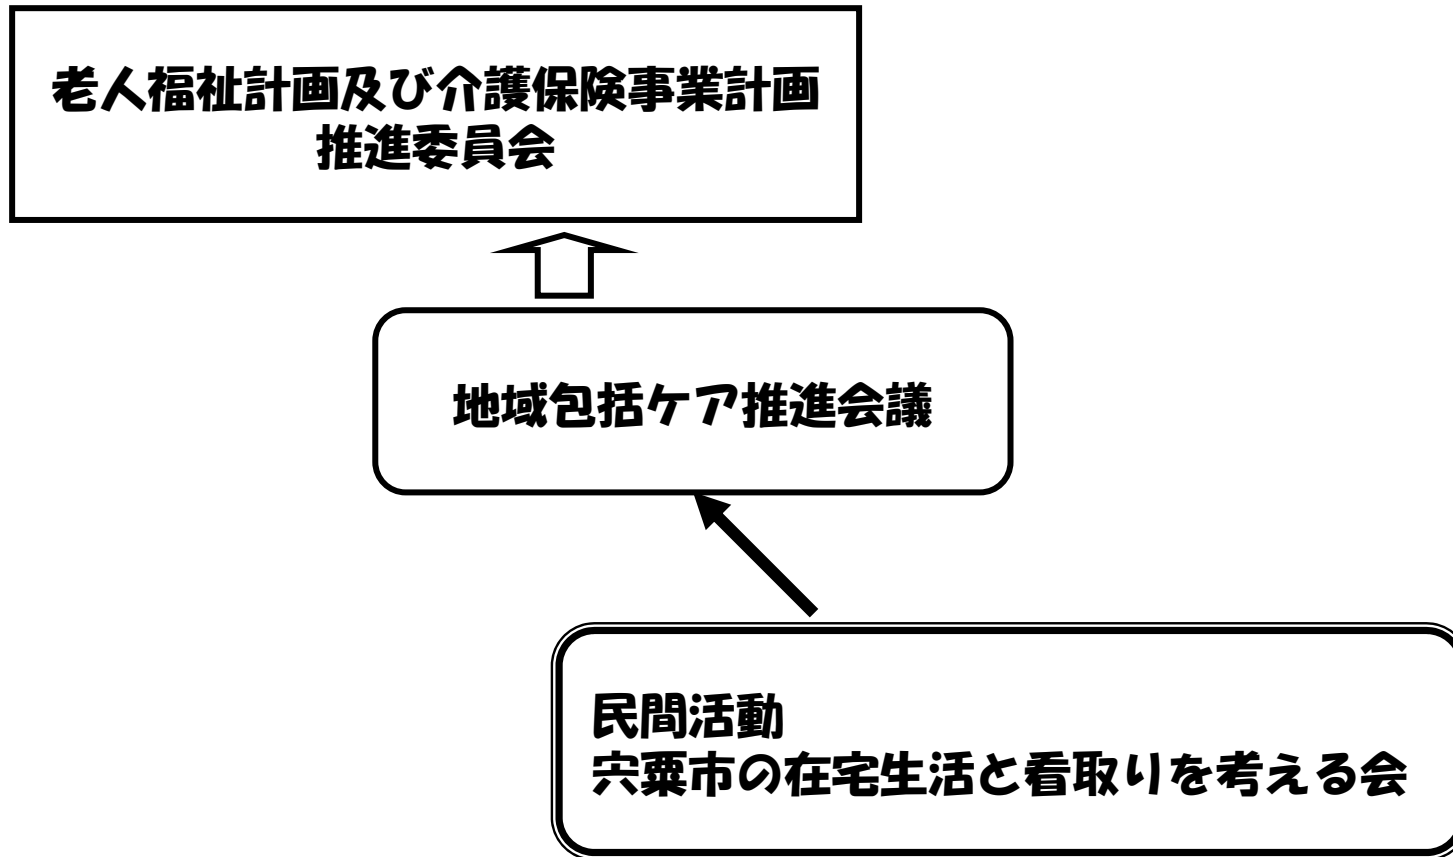 老人福祉計画及び介護保険事業計画
推進委員会
地域包括ケア推進会議
民間活動
宍粟市の在宅生活と看取りを考える会